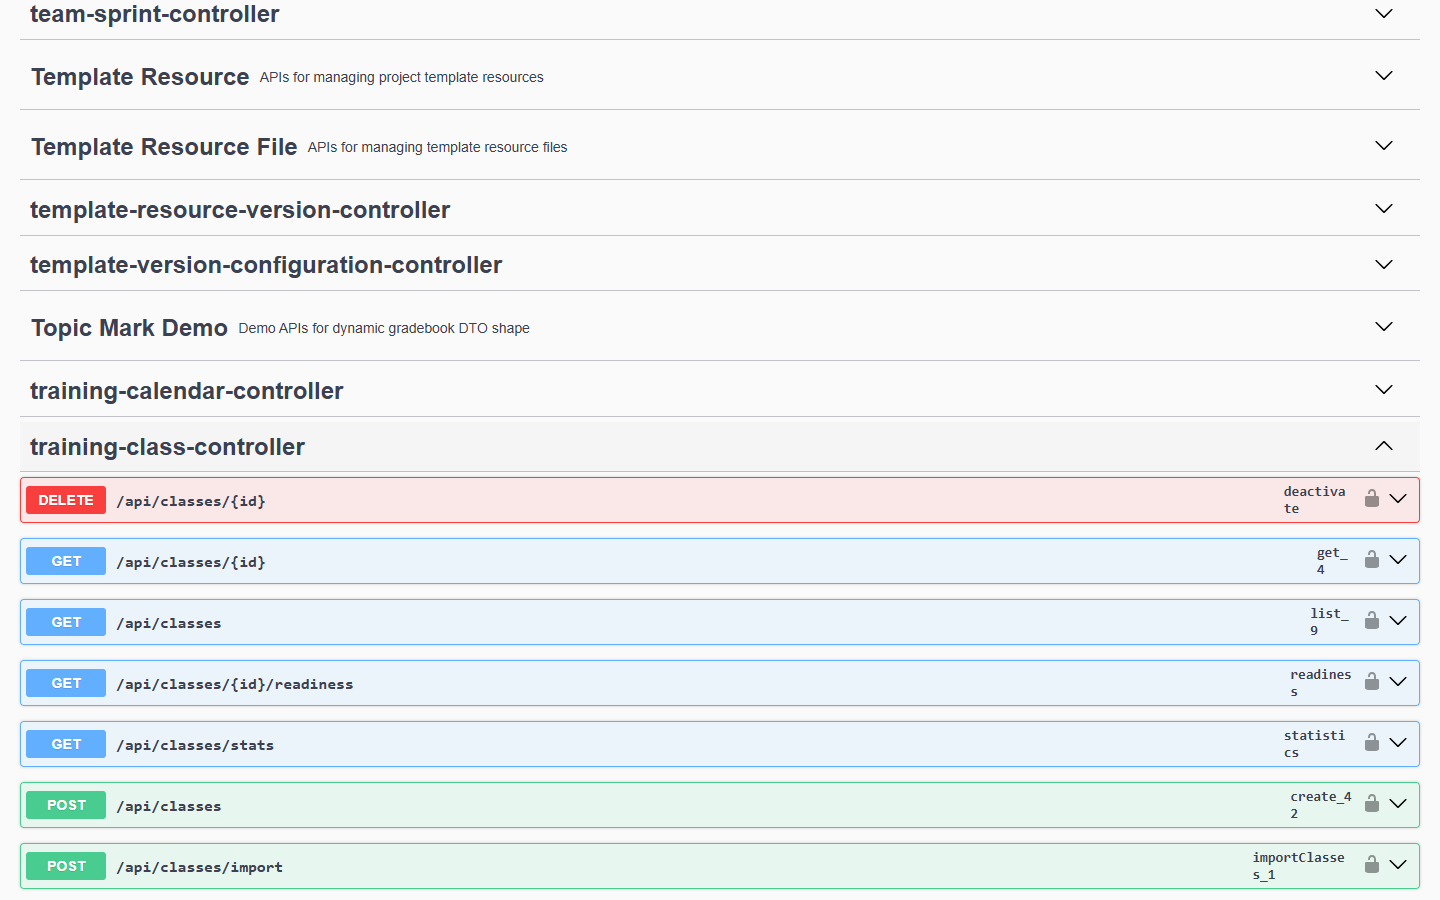 team-sprint-controller
Template Resource APIs for managing project template resources
Template Resource File APIs for managing template resource files
template-resource-version-controller
template-version-configuration-controller
Topic Mark Demo Demo APIs for dynamic gradebook DTO shape
training-calendar-controller
training-class-controller
DELETE /api/classes/{id} deactiva
te
GET /api/classes/{id} get_
4
GET /api/classes list_
9
GET /api/classes/{id}/readiness readines
s
GET /api/classes/stats statisti
cs
POST /api/classes create_4
2
POST /api/classes/import importClasse
s_1